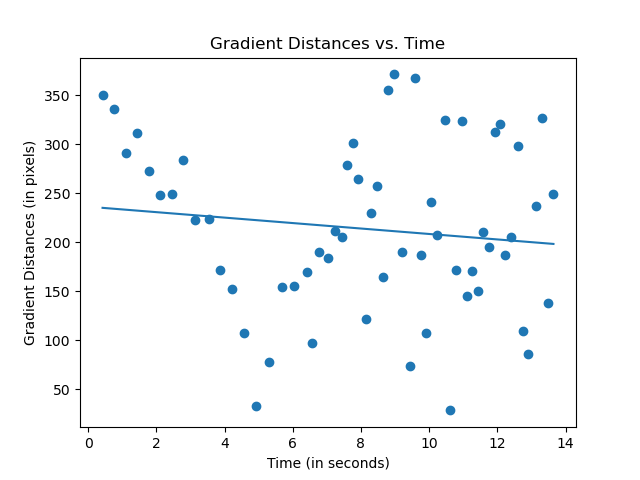 Gradient Distances vs. Time
350
300
250
200
150
100
50
Gradient Distances (in pixels)
0 2 4 6 8 10 12 14
Time (in seconds)